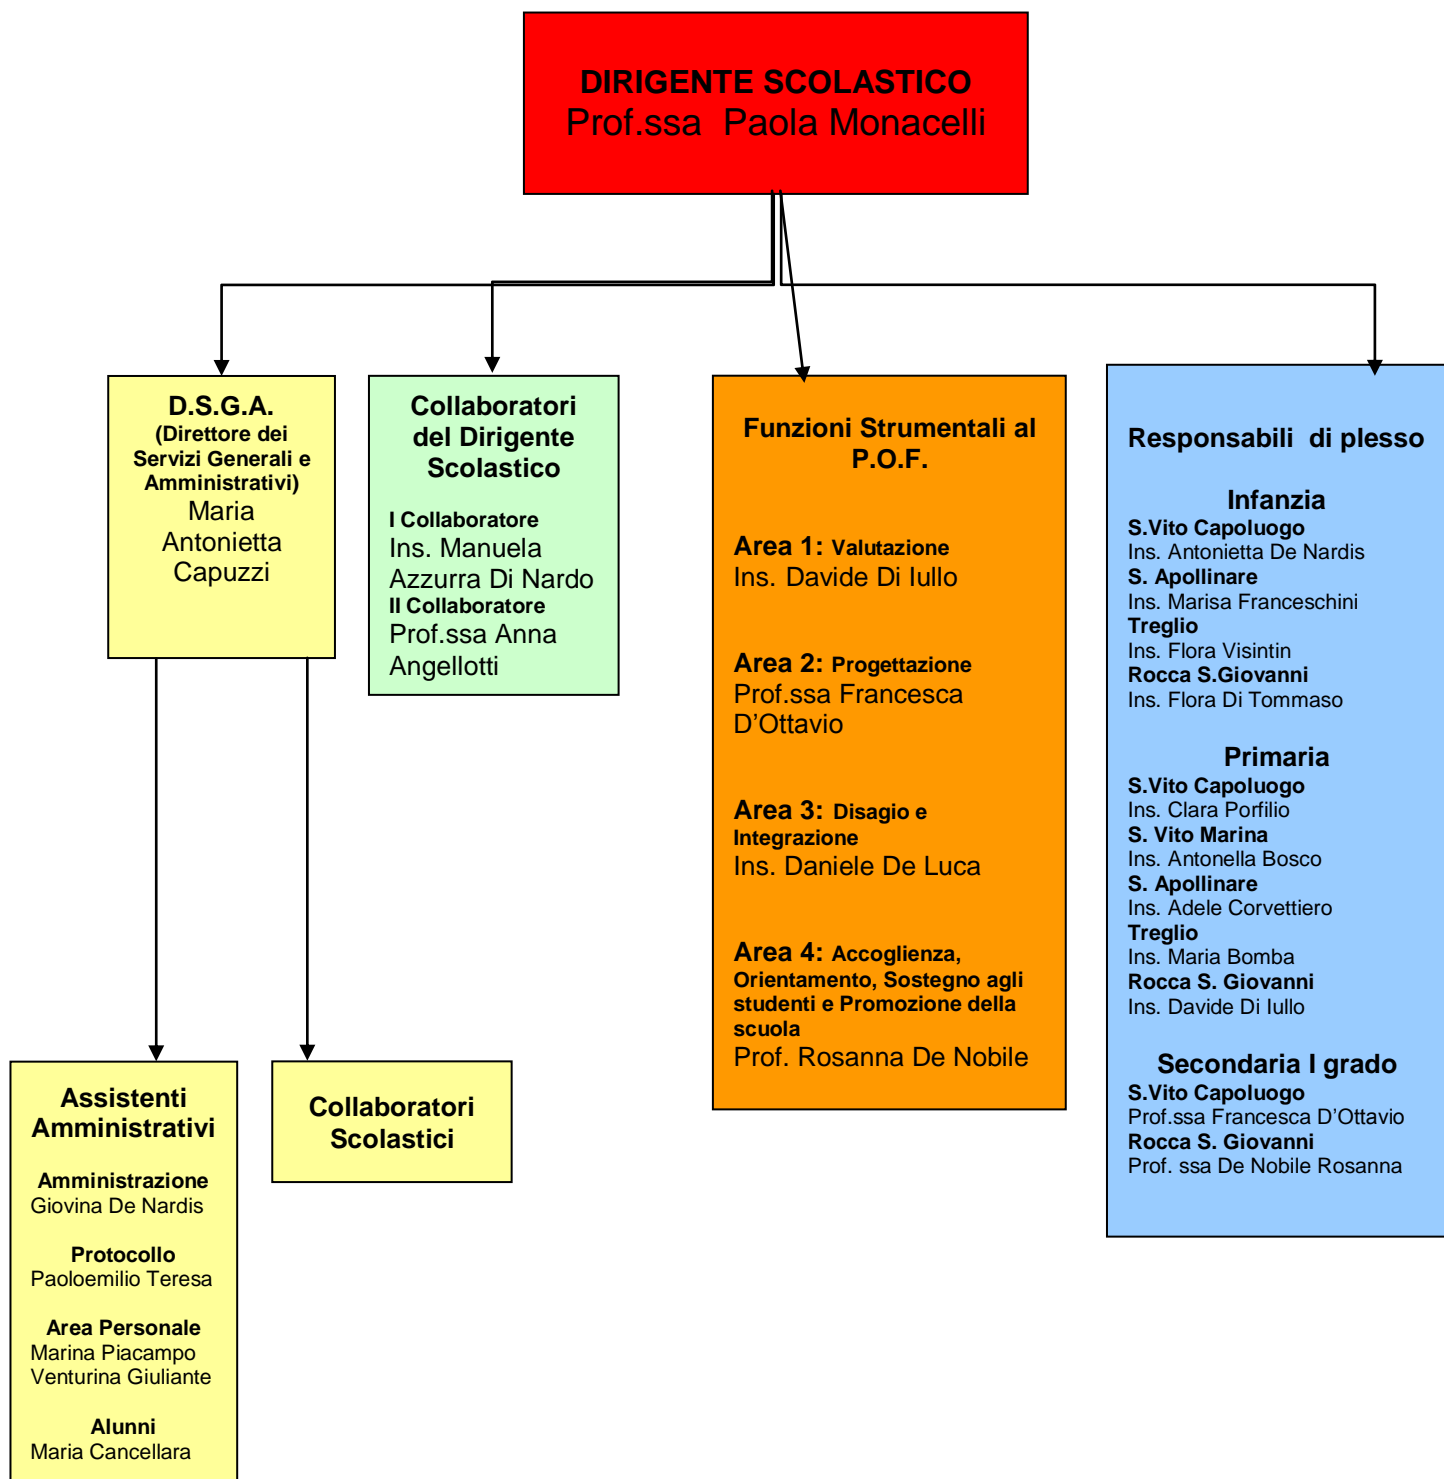 DIRIGENTE SCOLASTICO
Prof.ssa Paola Monacelli
D.S.G.A.
(Direttore dei
Servizi Generali e
Amministrativi)
Maria
Antonietta
Capuzzi
Collaboratori
del Dirigente
Scolastico
I Collaboratore
Ins. Manuela
Azzurra Di Nardo
II Collaboratore
Prof.ssa Anna
Angellotti
Funzioni Strumentali al
P.O.F.
Area 1: Valutazione
Ins. Davide Di Iullo
Area 2: Progettazione
Prof.ssa Francesca
D’Ottavio
Area 3: Disagio e
Integrazione
Ins. Daniele De Luca
Area 4: Accoglienza,
Orientamento, Sostegno agli
studenti e Promozione della
scuola
Prof. Rosanna De Nobile
Responsabili di plesso
Infanzia
S.Vito Capoluogo
Ins. Antonietta De Nardis
S. Apollinare
Ins. Marisa Franceschini
Treglio
Ins. Flora Visintin
Rocca S.Giovanni
Ins. Flora Di Tommaso
Primaria
S.Vito Capoluogo
Ins. Clara Porfilio
S. Vito Marina
Ins. Antonella Bosco
S. Apollinare
Ins. Adele Corvettiero
Treglio
Ins. Maria Bomba
Rocca S. Giovanni
Ins. Davide Di Iullo
Secondaria I grado
S.Vito Capoluogo
Prof.ssa Francesca D’Ottavio
Rocca S. Giovanni
Prof. ssa De Nobile Rosanna
Assistenti
Amministrativi
Amministrazione
Giovina De Nardis
Protocollo
Paoloemilio Teresa
Area Personale
Marina Piacampo
Venturina Giuliante
Alunni
Maria Cancellara
Collaboratori
Scolastici